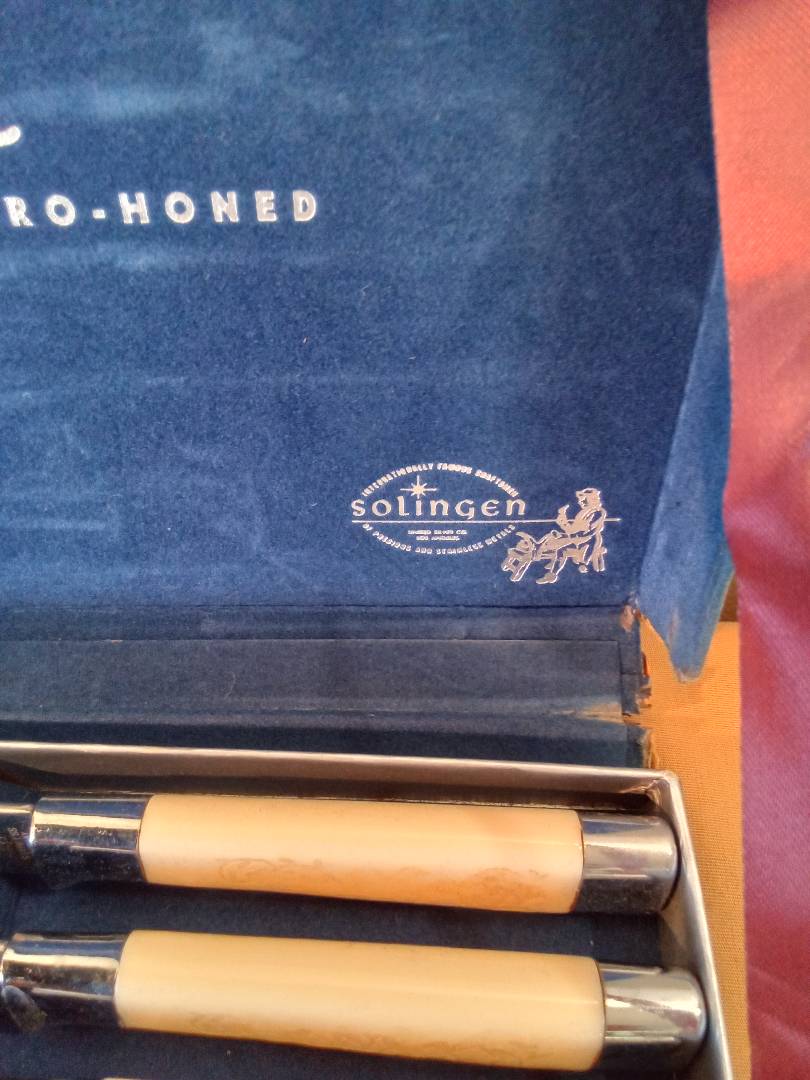 RO-HONED
INTERNATIONALLY FAMOUS CRAFTSMEN
SOLINGEN
OF PRECIOUS AND STAINLESS METALS